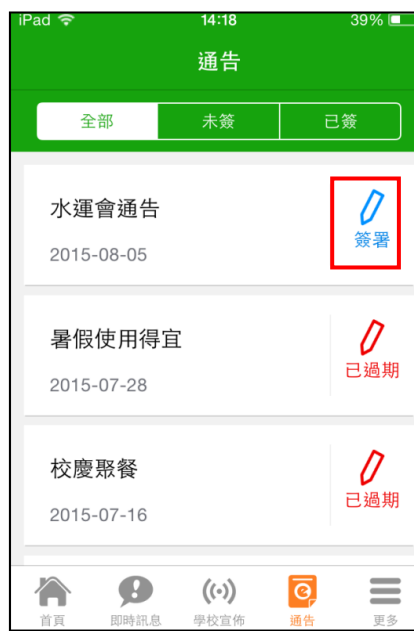 iPad 14:18 39%
通告
全部 未簽 已簽
水運會通告
簽署
2015-08-05
暑假使用得宜
已過期
2015-07-28
校慶聚餐
已過期
2015-07-16
首頁 即時訊息 學校宣佈 通告 更多